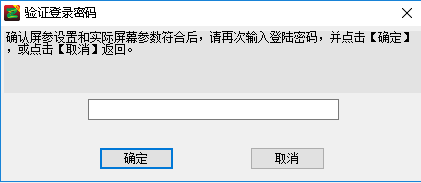 验证登录密码
确认屏参设置和实际屏幕参数符合后，请再次输入登陆密码，并点击【确定】
，或点击【取消】返回。
确定
取消